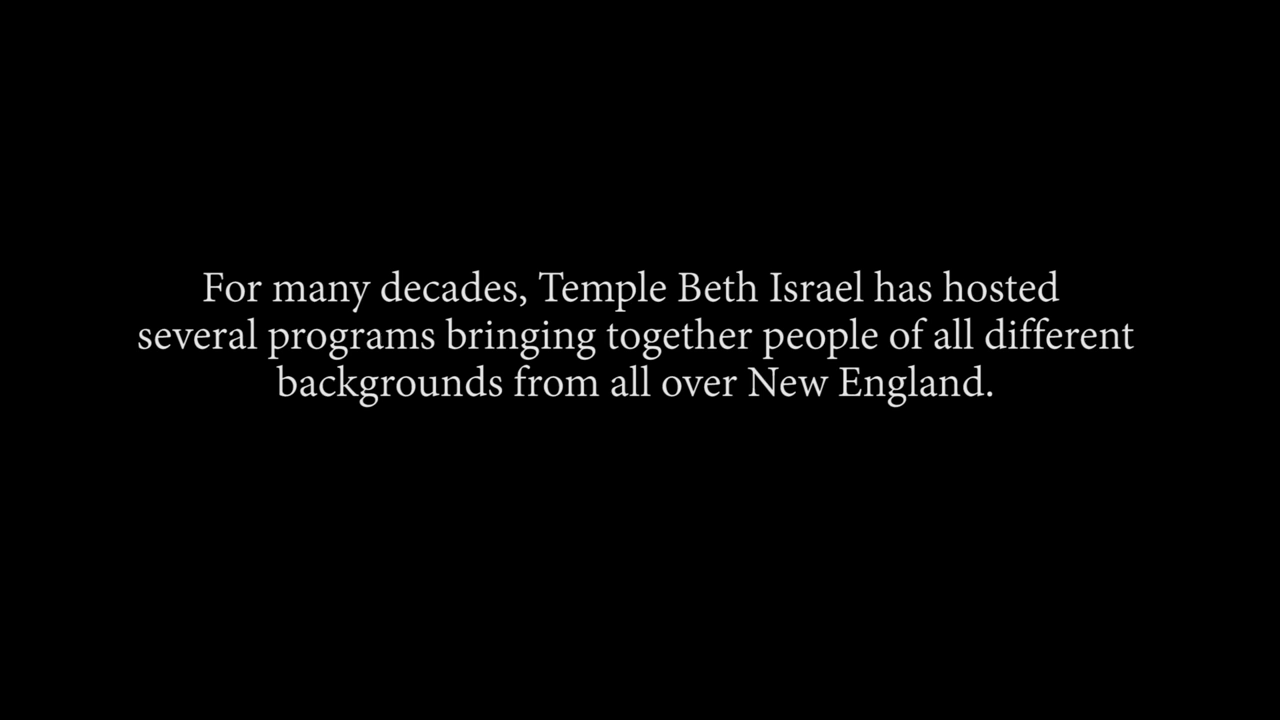 For many decades, Temple Beth Israel has hosted
several programs bringing together people of all different
backgrounds from all over New England.